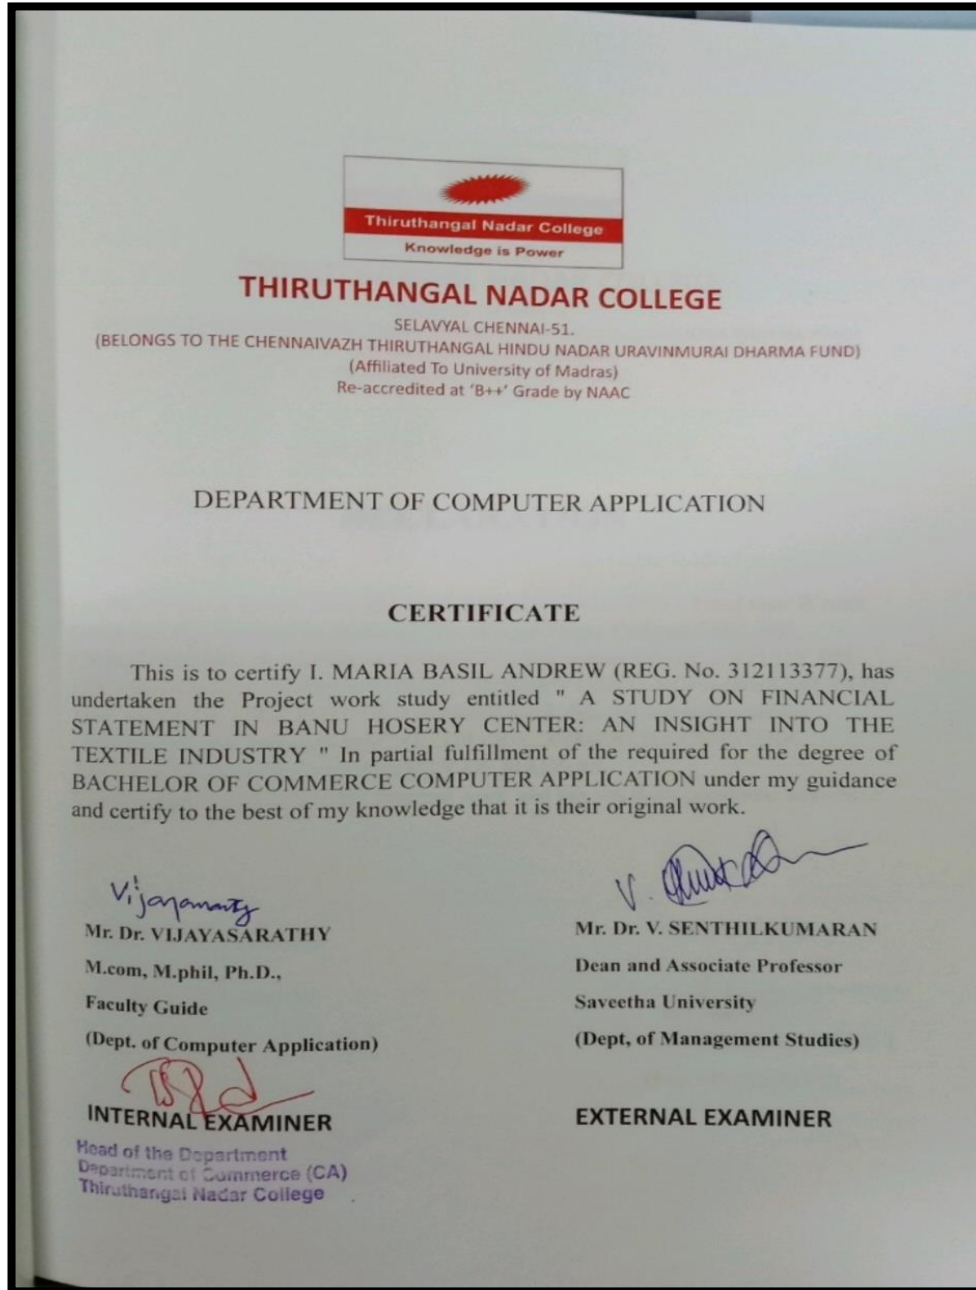 Thiruthangal Nadar College
Knowledge is Power
THIRUTHANGAL NADAR COLLEGE
SELAVYAL CHENNAI-51.
(BELONGS TO THE CHENNAIVAZH THIRUTHANGAL HINDU NADAR URAVINMURAI DHARMA FUND)
(Affiliated To University of Madras)
Re-accredited at ‘B++’ Grade by NAAC
DEPARTMENT OF COMPUTER APPLICATION
CERTIFICATE
This is to certify I. MARIA BASIL ANDREW (REG. No. 312113377), has
undertaken the Project work study entitled " A STUDY ON FINANCIAL
STATEMENT IN BANU HOSERY CENTER: AN INSIGHT INTO THE
TEXTILE INDUSTRY " In partial fulfillment of the required for the degree of
BACHELOR OF COMMERCE COMPUTER APPLICATION under my guidance
and certify to the best of my knowledge that it is their original work.
V.
Mr. Dr. VIJAYASARATHY
M.com, M.phil, Ph.D.,
Faculty Guide
(Dept. of Computer Application)
INTERNAL EXAMINER
Head of the Department
Department of Commerce (CA)
Thiruthangal Nadar College
Mr. Dr. V. SENTHILKUMARAN
Dean and Associate Professor
Saveetha University
(Dept, of Management Studies)
EXTERNAL EXAMINER